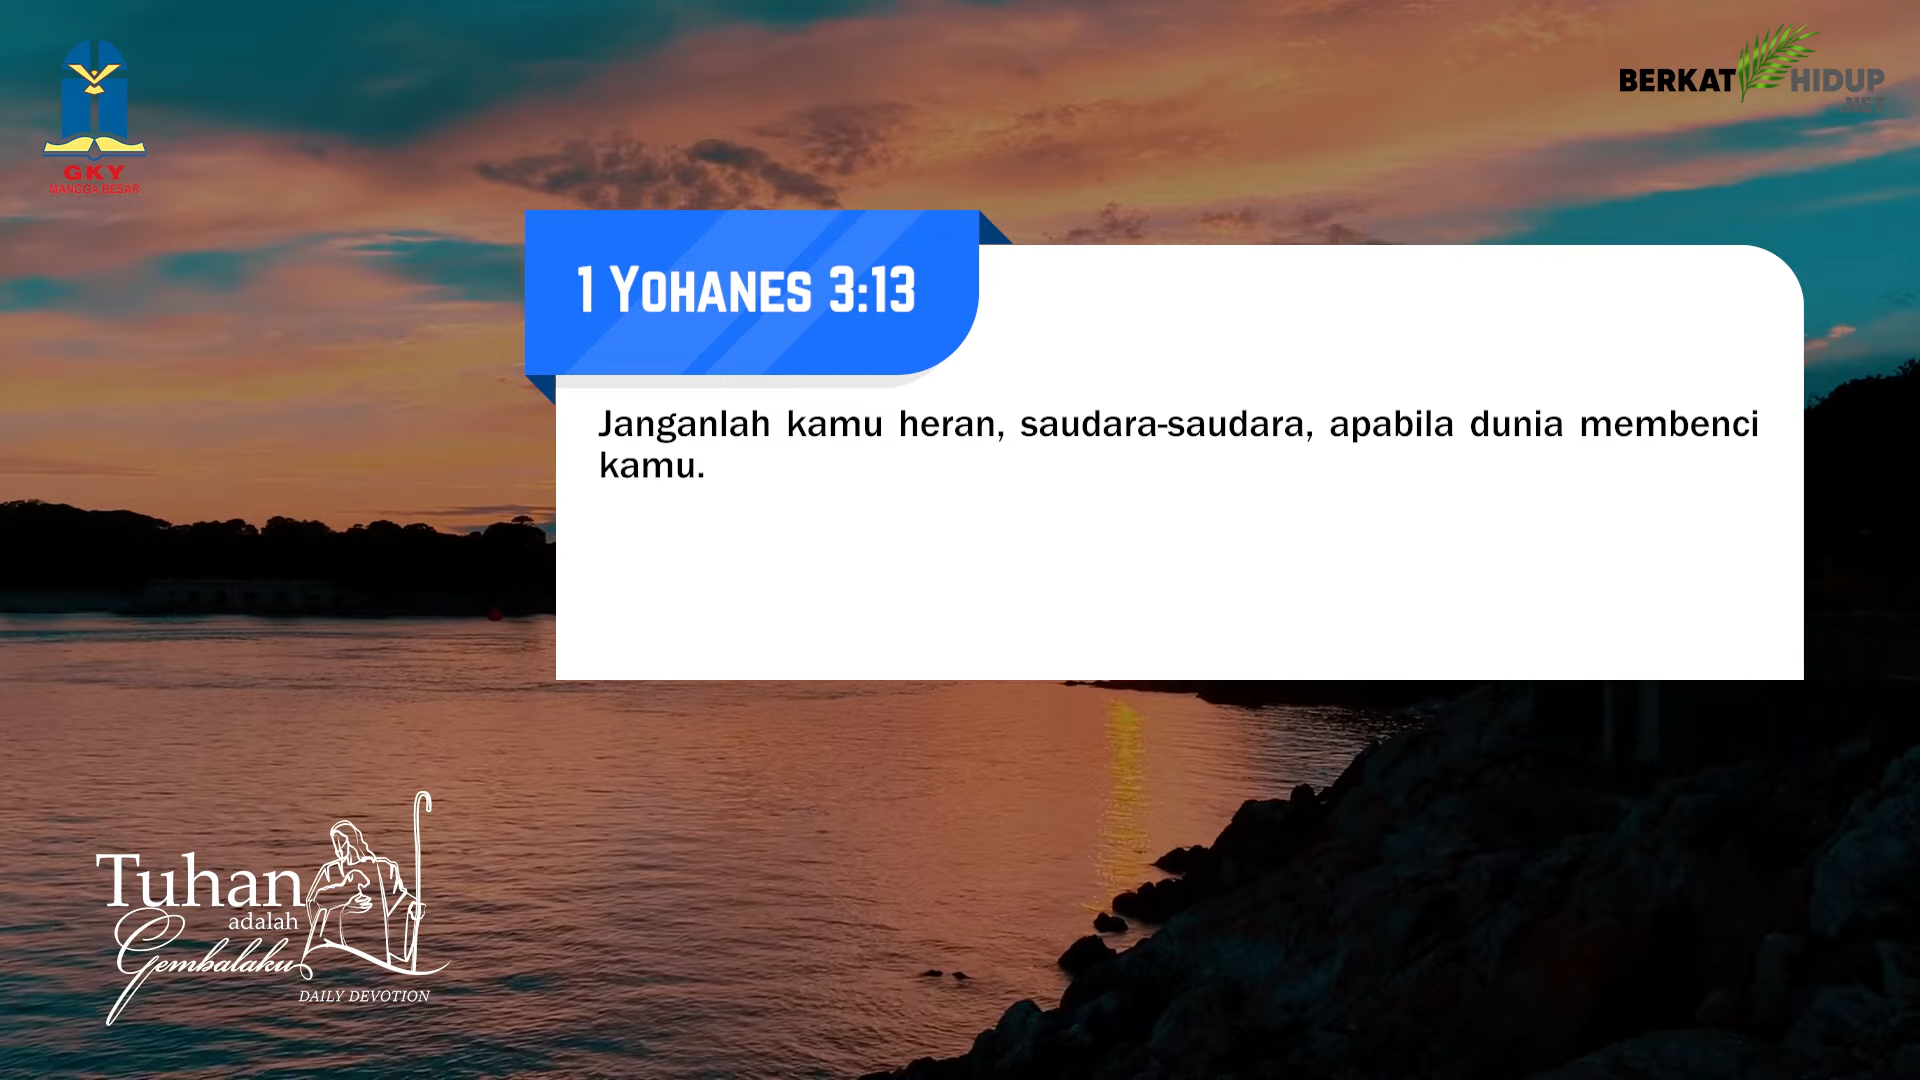 GKY
MANGGA BESAR
BERKAT HIDUP
.NET
1 YOHANES 3:13
Janganlah kamu heran, saudara-saudara, apabila dunia membenci
kamu.
Tuhan
adalah
Gembalaku
DAILY DEVOTION